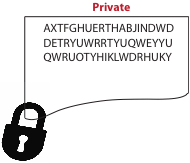 Private
AXTFGHUERTHABJINDWD
DETRYUWRRTYUQWEYYU
QWRUOTYHIKLWDRHUKY